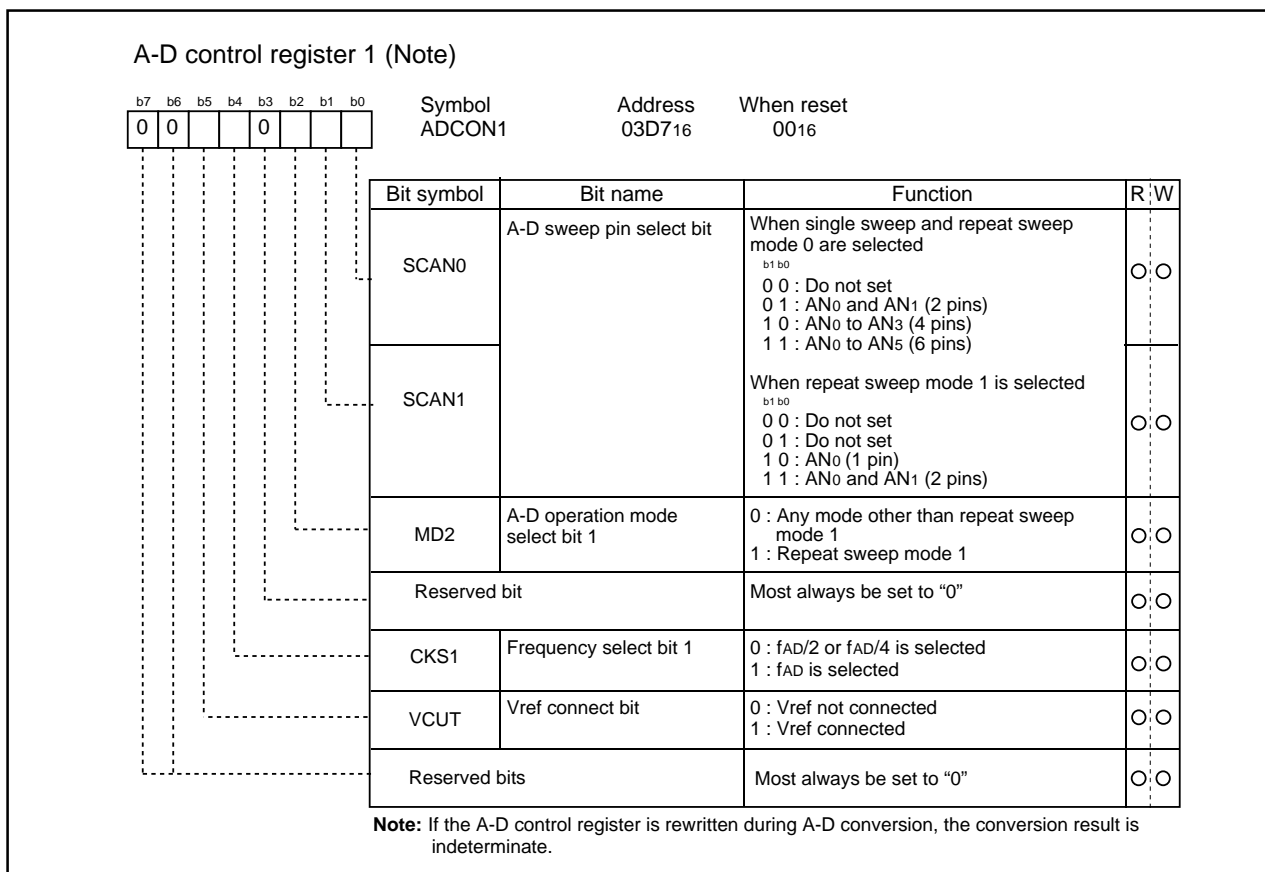 A-D control register 1 (Note)
b7 b6 b5 b4 b3 b2 b1 b0
0 0 0
Symbol Address When reset
ADCON1 03D716 0016
Bit symbol Bit name Function R W
SCAN0
A-D sweep pin select bit
When single sweep and repeat sweep
mode 0 are selected
b1 b0
0 0 : Do not set
0 1 : AN0 and AN1 (2 pins)
1 0 : AN0 to AN3 (4 pins)
1 1 : AN0 to AN5 (6 pins)
SCAN1
When repeat sweep mode 1 is selected
b1 b0
0 0 : Do not set
0 1 : Do not set
1 0 : AN0 (1 pin)
1 1 : AN0 and AN1 (2 pins)
MD2
A-D operation mode
select bit 1
0 : Any mode other than repeat sweep
mode 1
1 : Repeat sweep mode 1
Reserved bit
Most always be set to “0”
CKS1
Frequency select bit 1
0 : fAD/2 or fAD/4 is selected
1 : fAD is selected
VCUT
Vref connect bit
0 : Vref not connected
1 : Vref connected
Reserved bits
Most always be set to “0”
Note: If the A-D control register is rewritten during A-D conversion, the conversion result is
indeterminate.